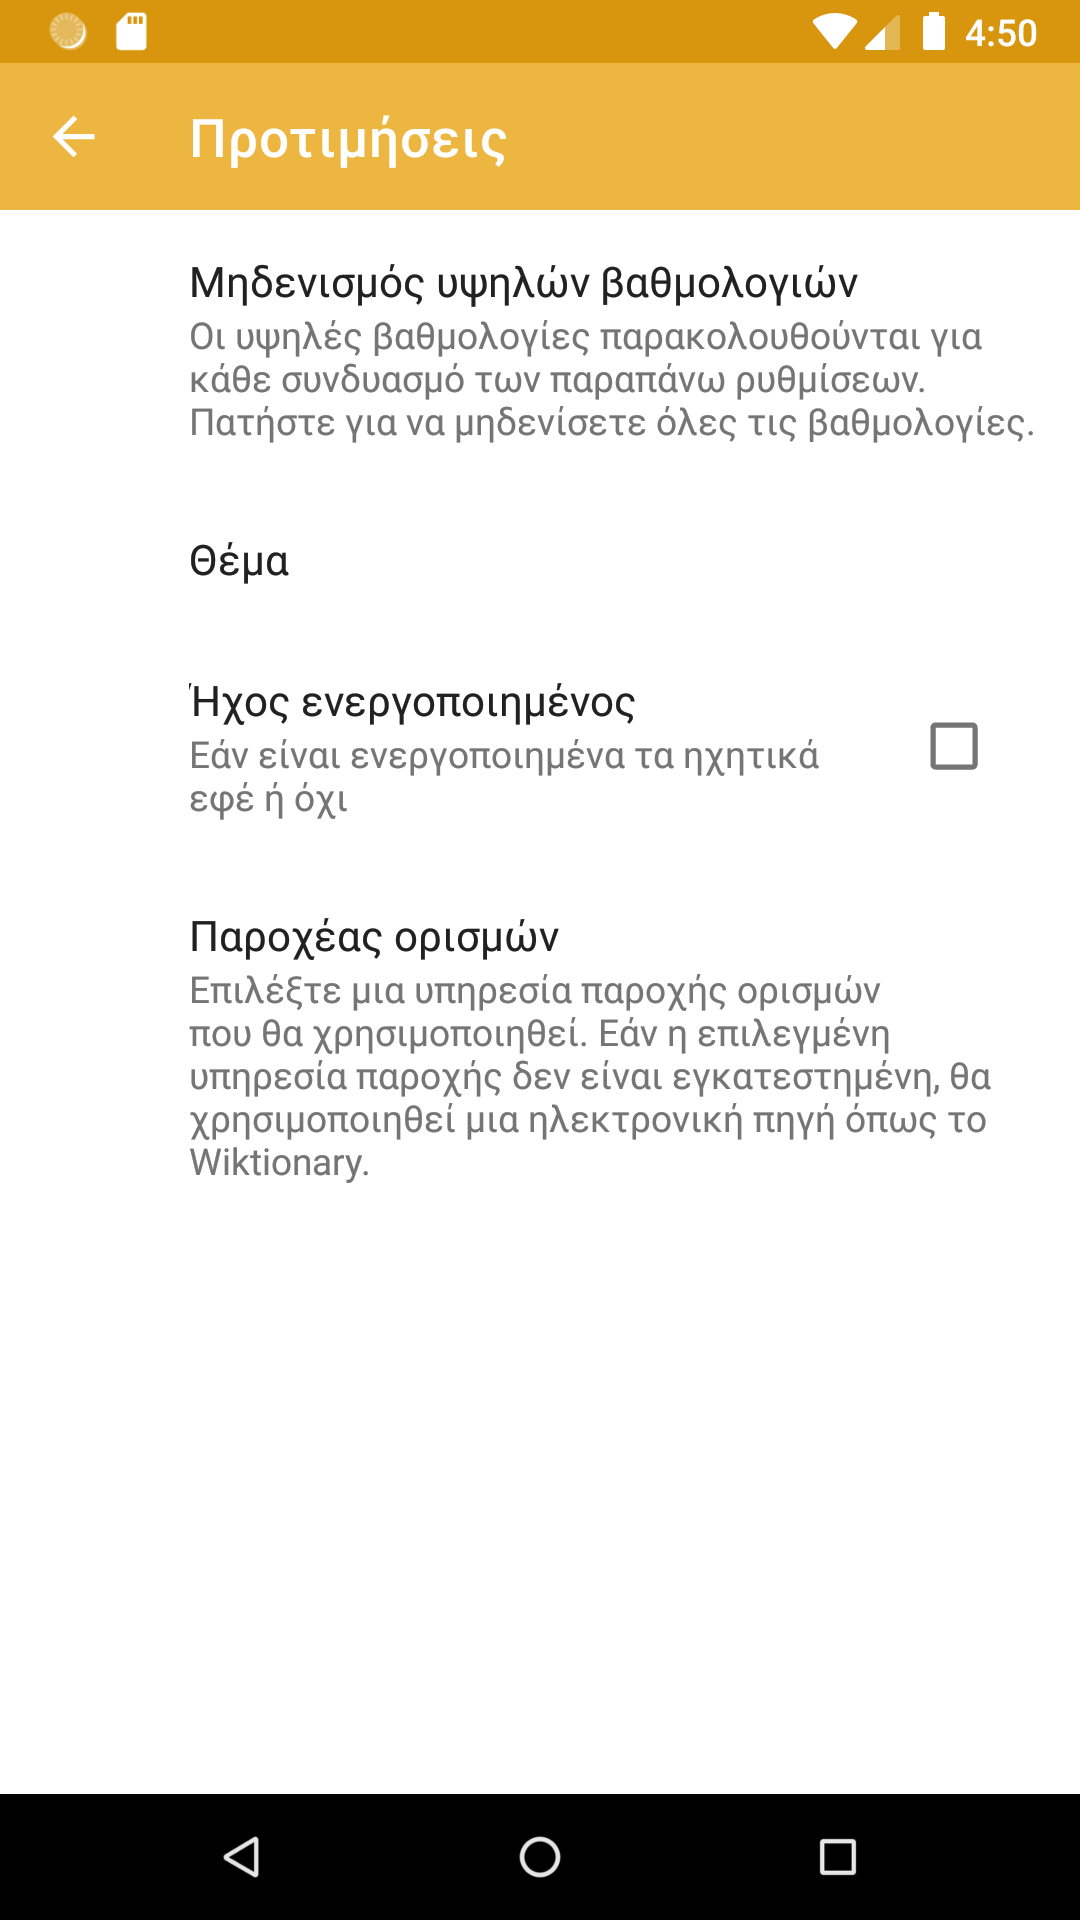 4:50
Προτιμήσεις
Μηδενισμός υψηλών βαθμολογιών
Οι υψηλές βαθμολογίες παρακολουθούνται για
κάθε συνδυασμό των παραπάνω ρυθμίσεων.
Πατήστε για να μηδενίσετε όλες τις βαθμολογίες.
Θέμα
Ήχος ενεργοποιημένος
Εάν είναι ενεργοποιημένα τα ηχητικά
εφέ ή όχι
Παροχέας ορισμών
Επιλέξτε μια υπηρεσία παροχής ορισμών
που θα χρησιμοποιηθεί. Εάν η επιλεγμένη
υπηρεσία παροχής δεν είναι εγκατεστημένη, θα
χρησιμοποιηθεί μια ηλεκτρονική πηγή όπως το
Wiktionary.